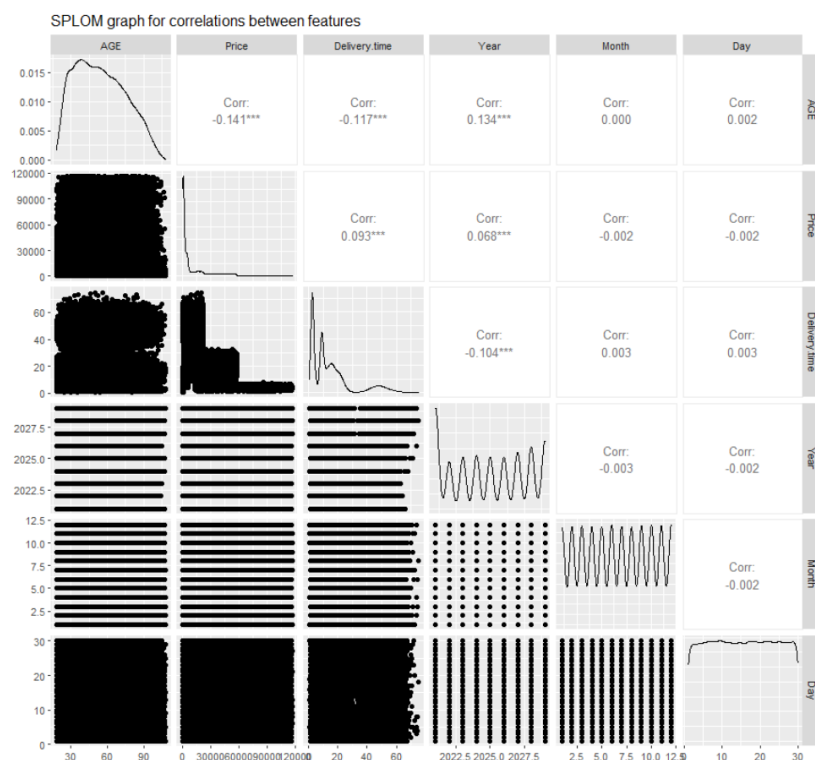 SPLOM graph for correlations between features
AGE Price Delivery.time Year Month Day
0.015
0.010
0.005
0.000
Corr:
-0.141***
Corr:
-0.117***
Corr:
0.134***
Corr:
0.000
Corr:
0.002
AGE
120000
90000
60000
30000
0
Corr:
0.093***
Corr:
0.068***
Corr:
-0.002
Corr:
-0.002
Price
60
40
20
0
Corr:
-0.104***
Corr:
0.003
Corr:
0.003
Delivery.time
2027.5
2025.0
2022.5
Corr:
-0.003
Corr:
-0.002
Year
12.5
10.0
7.5
5.0
2.5
Corr:
-0.002
Month
30
20
10
0
Day
30 60 90 0 30000 60000 90000 120000 0 20 40 60 2022.5 2025.0 2027.5 2.5 5.0 7.5 10.0 12.5 0 10 20 30